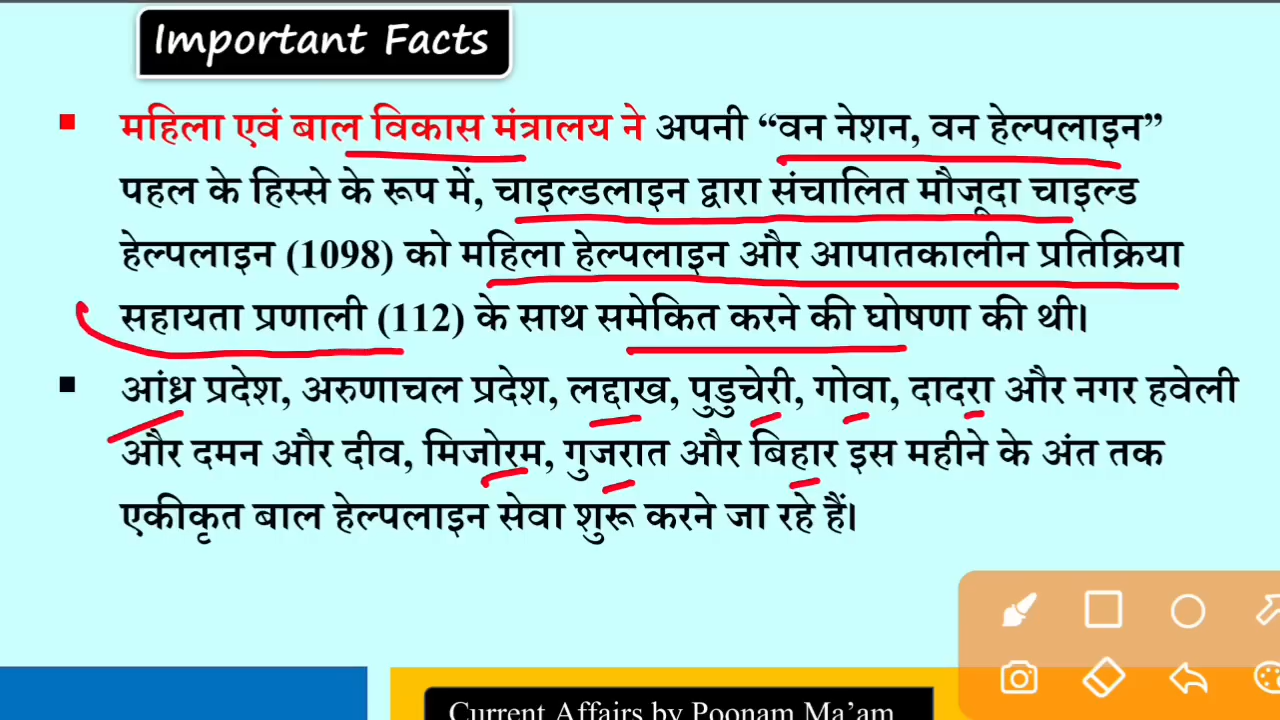 Important Facts
महिला एवं बाल विकास मंत्रालय ने अपनी “वन नेशन, वन हेल्पलाइन”
पहल के हिस्से के रूप में, चाइल्डलाइन द्वारा संचालित मौजूदा चाइल्ड
हेल्पलाइन (1098) को महिला हेल्पलाइन और आपातकालीन प्रतिक्रिया
सहायता प्रणाली (112) के साथ समेकित करने की घोषणा की थी।
आंध्र प्रदेश, अरुणाचल प्रदेश, लद्दाख, पुडुचेरी, गोवा, दादरा और नगर हवेली
और दमन और दीव, मिजोरम, गुजरात और बिहार इस महीने के अंत तक
एकीकृत बाल हेल्पलाइन सेवा शुरू करने जा रहे हैं।
Current Affairs by Poonam Ma’am